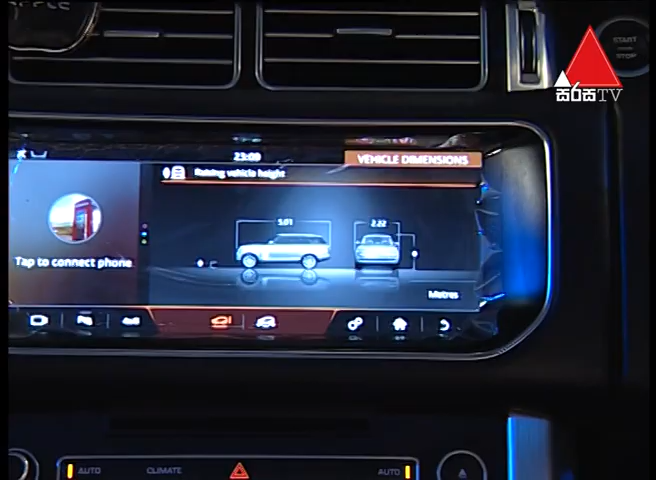 START
STOP
සිරස TV
23:09
VEHICLE DIMENSIONS
Raising vehicle height
5.01
2.22
Tap to connect phone
Metres
AUTO
CLIMATE
AUTO